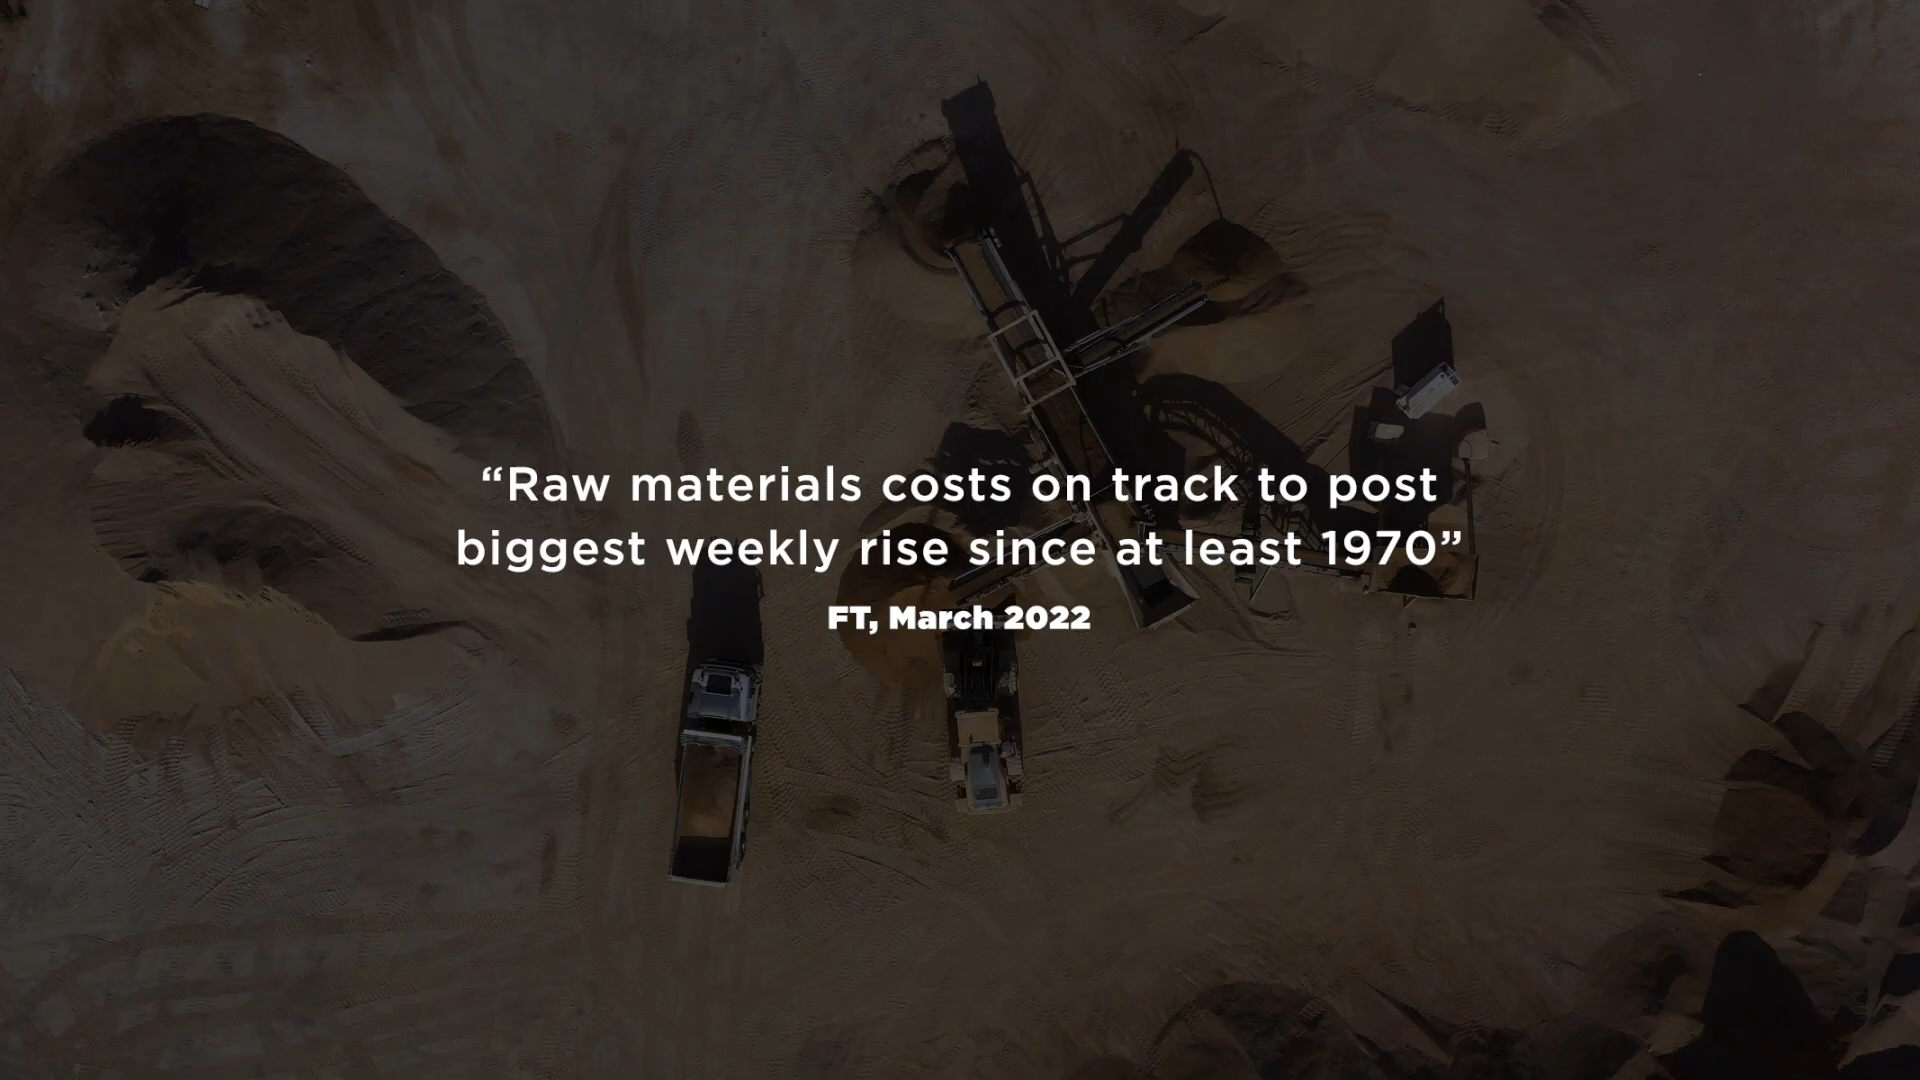 “Raw materials costs on track to post
biggest weekly rise since at least 1970”
FT, March 2022